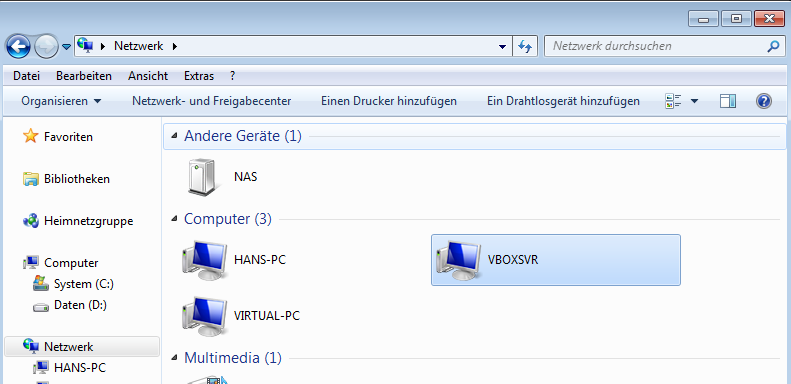 Netzwerk
Netzwerk durchsuchen
Datei Bearbeiten Ansicht Extras ?
Organisieren Netzwerk- und Freigabecenter Einen Drucker hinzufügen Ein Drahtlosgerät hinzufügen ?
Favoriten
Bibliotheken
Heimnetzgruppe
Computer
System (C:)
Daten (D:)
Netzwerk
HANS-PC
Andere Geräte (1)
NAS
Computer (3)
HANS-PC VBOXSVR
VIRTUAL-PC
Multimedia (1)